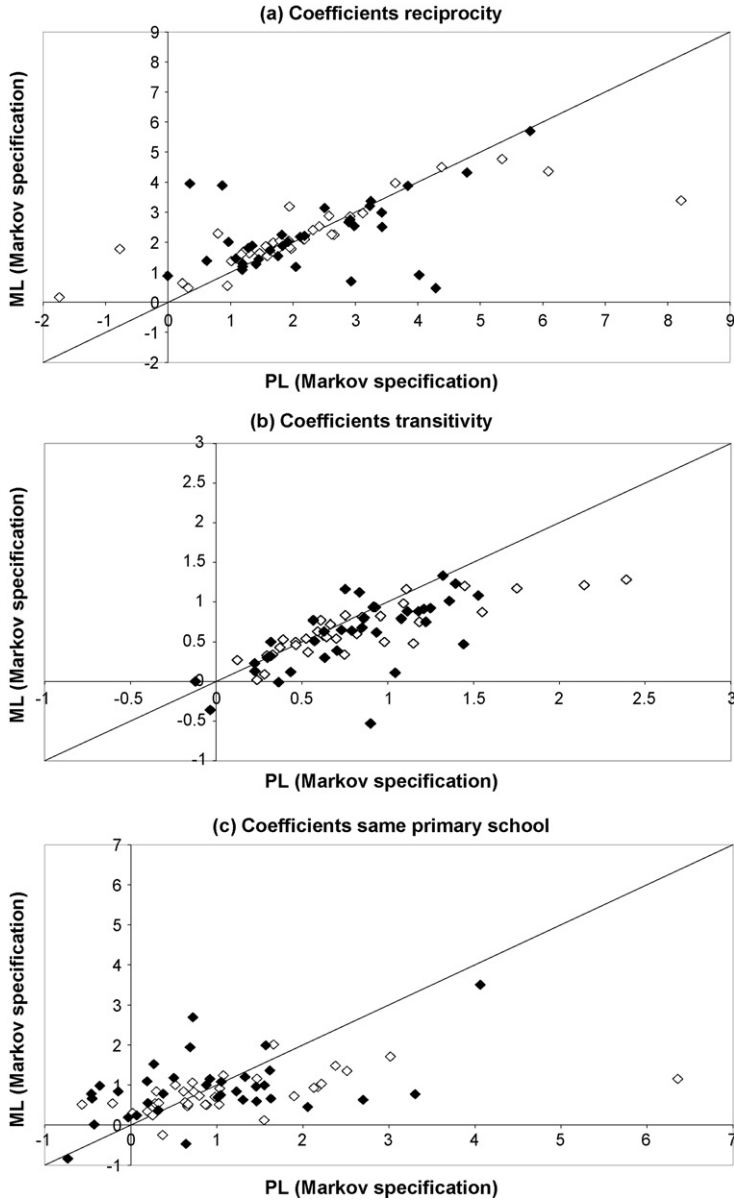 (a) Coefficients reciprocity
9
8
7
6
5
4
3
2
1
0
-1
-2
-2 -1 0 1 2 3 4 5 6 7 8 9
ML (Markov specification)
PL (Markov specification)
(b) Coefficients transitivity
3
2.5
2
1.5
1
0.5
0
-0.5
-1
-1 -0.5 0 0.5 1 1.5 2 2.5 3
ML (Markov specification)
PL (Markov specification)
(c) Coefficients same primary school
7
6
5
4
3
2
1
0
-1
-1 0 1 2 3 4 5 6 7
ML (Markov specification)
PL (Markov specification)